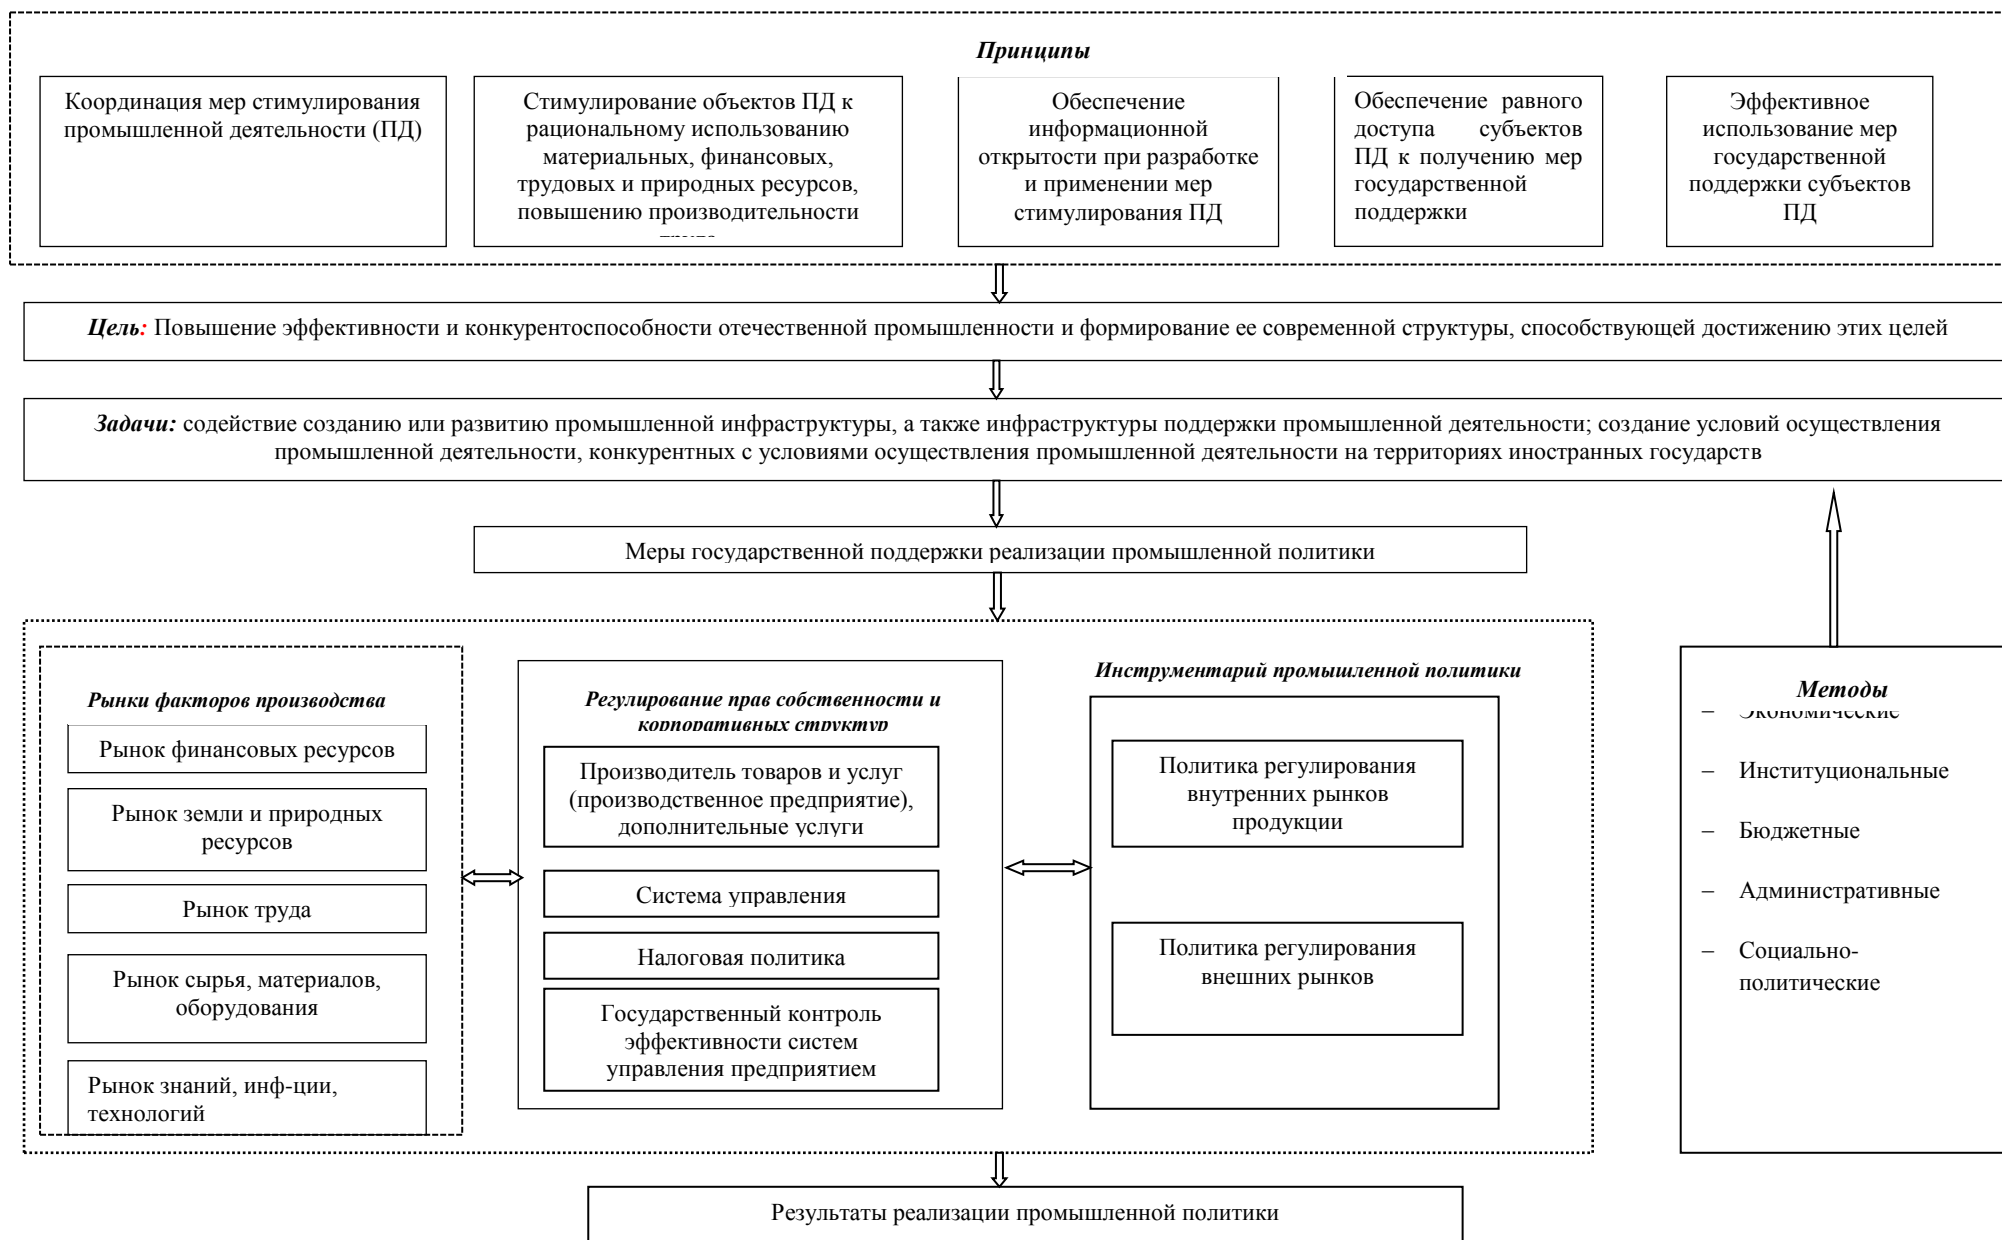 Принципы
Координация мер стимулирования
промышленной деятельности (ПД)
Стимулирование объектов ПД к
рациональному использованию
материальных, финансовых,
трудовых и природных ресурсов,
повышению производительности
Обеспечение
информационной
открытости при разработке
и применении мер
стимулирования ПД
Обеспечение равного
доступа субъектов
ПД к получению мер
государственной
поддержки
Эффективное
использование мер
государственной
поддержки субъектов
ПД
Цель: Повышение эффективности и конкурентоспособности отечественной промышленности и формирование ее современной структуры, способствующей достижению этих целей
Задачи: содействие созданию или развитию промышленной инфраструктуры, а также инфраструктуры поддержки промышленной деятельности; создание условий осуществления
промышленной деятельности, конкурентных с условиями осуществления промышленной деятельности на территориях иностранных государств
Меры государственной поддержки реализации промышленной политики
Рынки факторов производства
Рынок финансовых ресурсов
Рынок земли и природных
ресурсов
Рынок труда
Рынок сырья, материалов,
оборудования
Рынок знаний, инф-ции,
технологий
Регулирование прав собственности и
корпоративных структур
Производитель товаров и услуг
(производственное предприятие),
дополнительные услуги
Система управления
Налоговая политика
Государственный контроль
эффективности систем
управления предприятием
Инструментарий промышленной политики
Политика регулирования
внутренних рынков
продукции
Политика регулирования
внешних рынков
Методы
– Экономические
– Институциональные
– Бюджетные
– Административные
– Социально-
политические
Результаты реализации промышленной политики